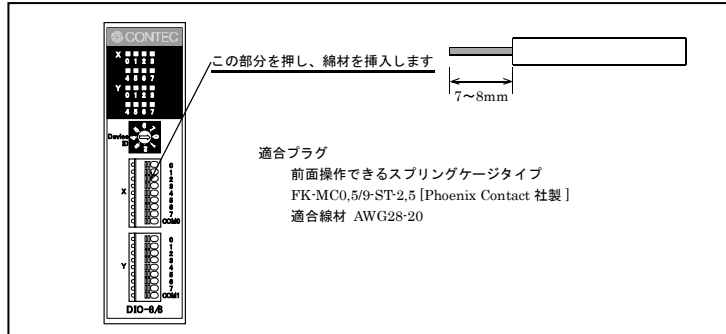 CONTEC
X
0 1 2 3
4 5 6 7
Y
0 1 2 3
4 5 6 7
Device
ID
X
0
1
2
3
4
5
6
7
COM0
Y
0
1
2
3
4
5
6
7
COM1
DIO-8/8
この部分を押し、綿材を挿入します
7~8mm
適合プラグ
前面操作できるスプリングケージタイプ
FK-MC0,5/9-ST-2,5 [Phoenix Contact 社製 ]
適合線材 AWG28-20